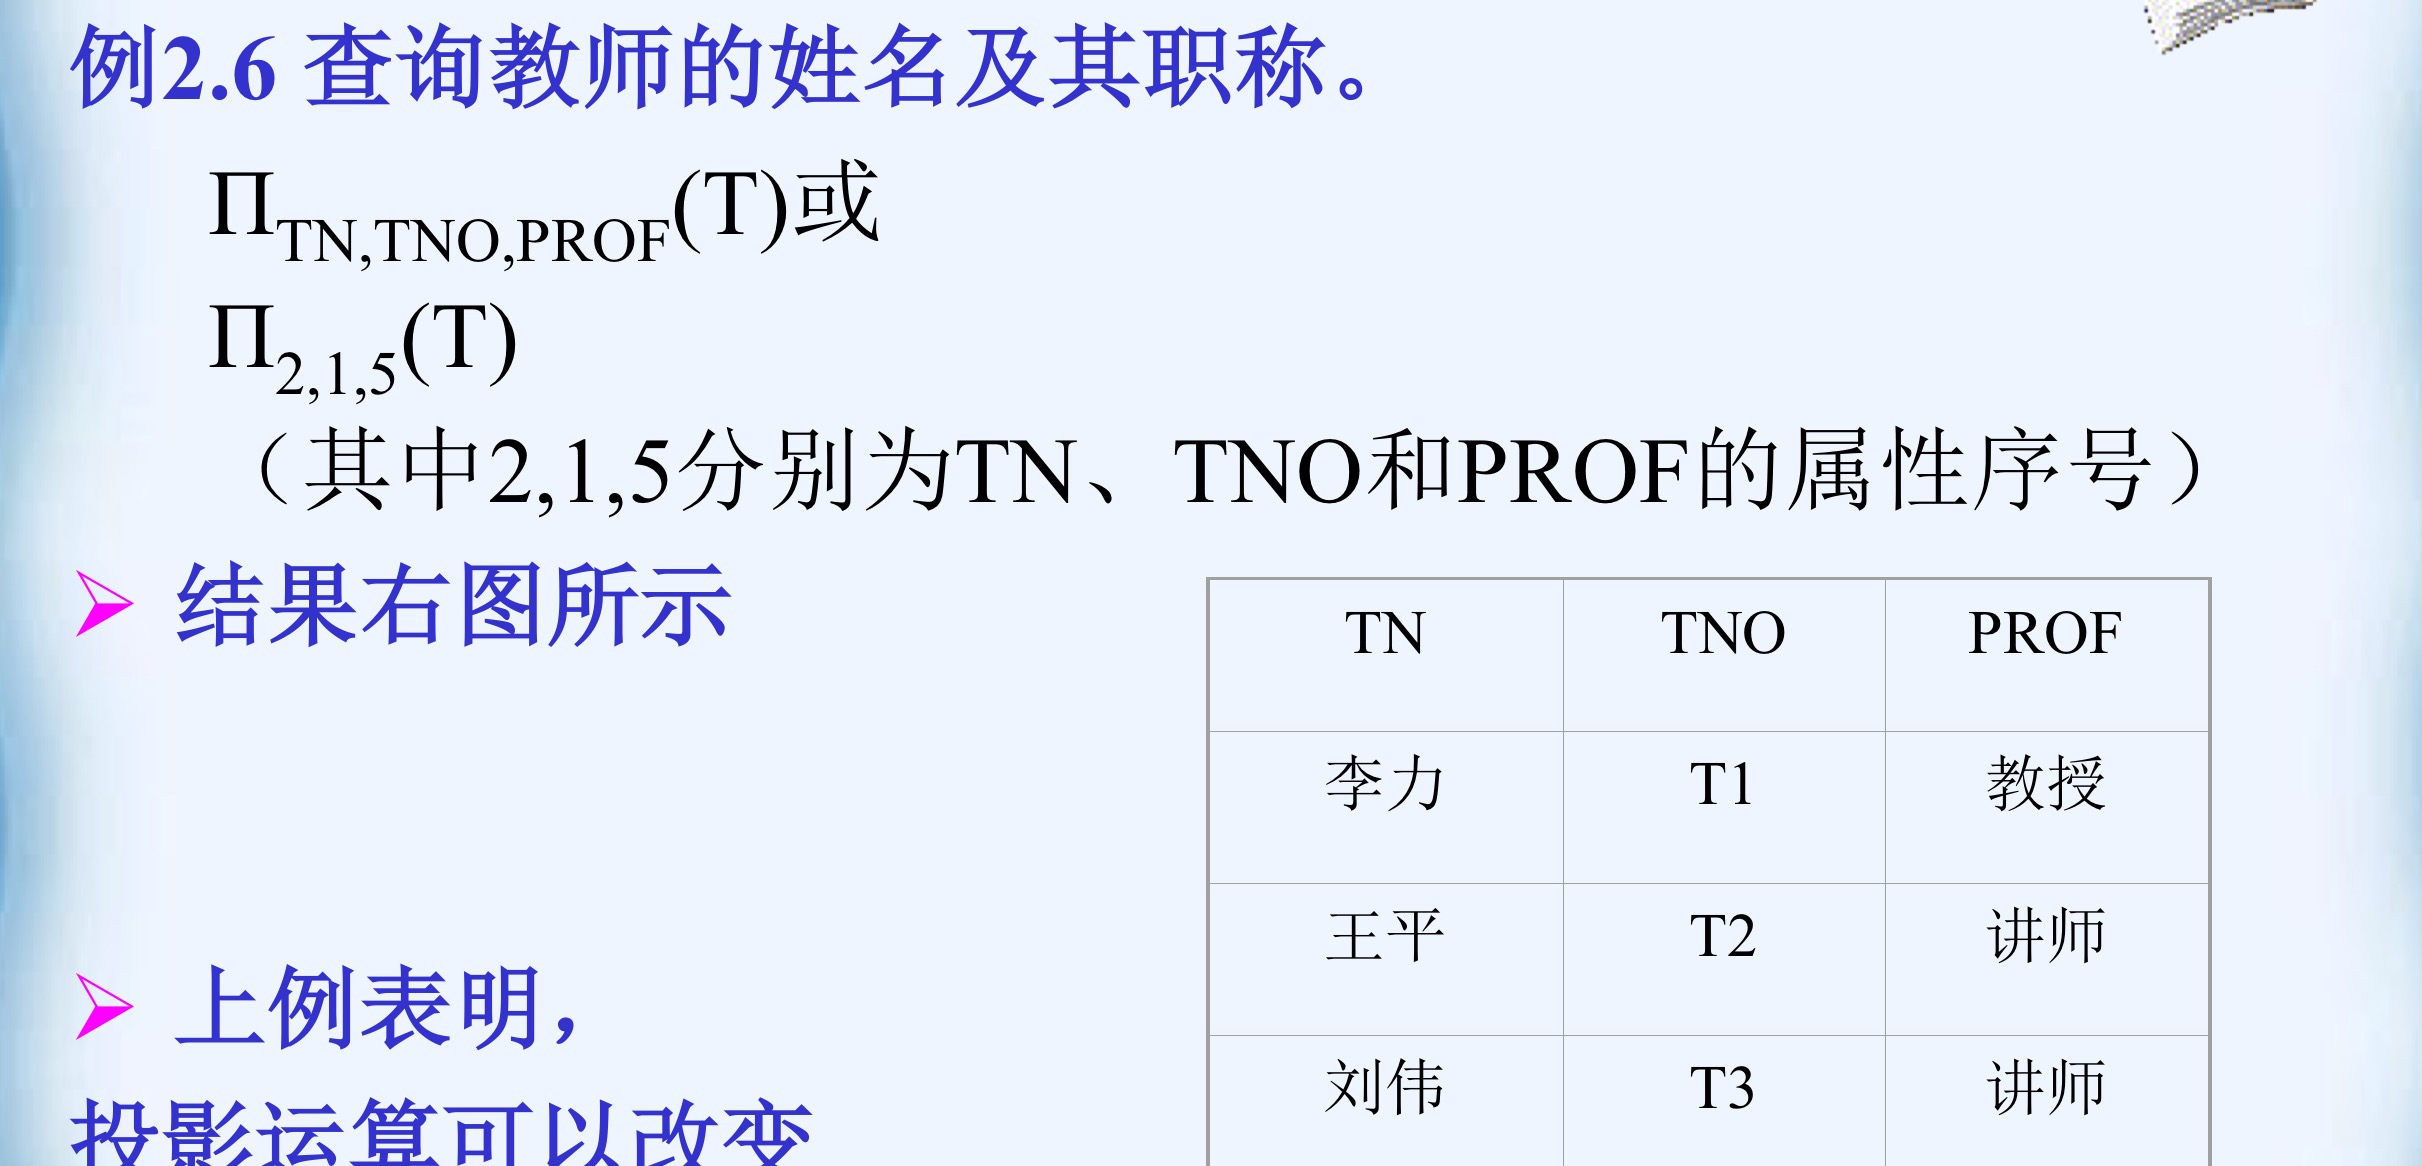 例2.6 查询教师的姓名及其职称。
Π TN,TNO,PROF(T)或
Π 2,1,5(T)
（其中2,1,5分别为TN、TNO和PROF的属性序号）
结果右图所示
TN TNO PROF
李力 T1 教授
王平 T2 讲师
刘伟 T3 讲师
上例表明，
投影运算可以改变